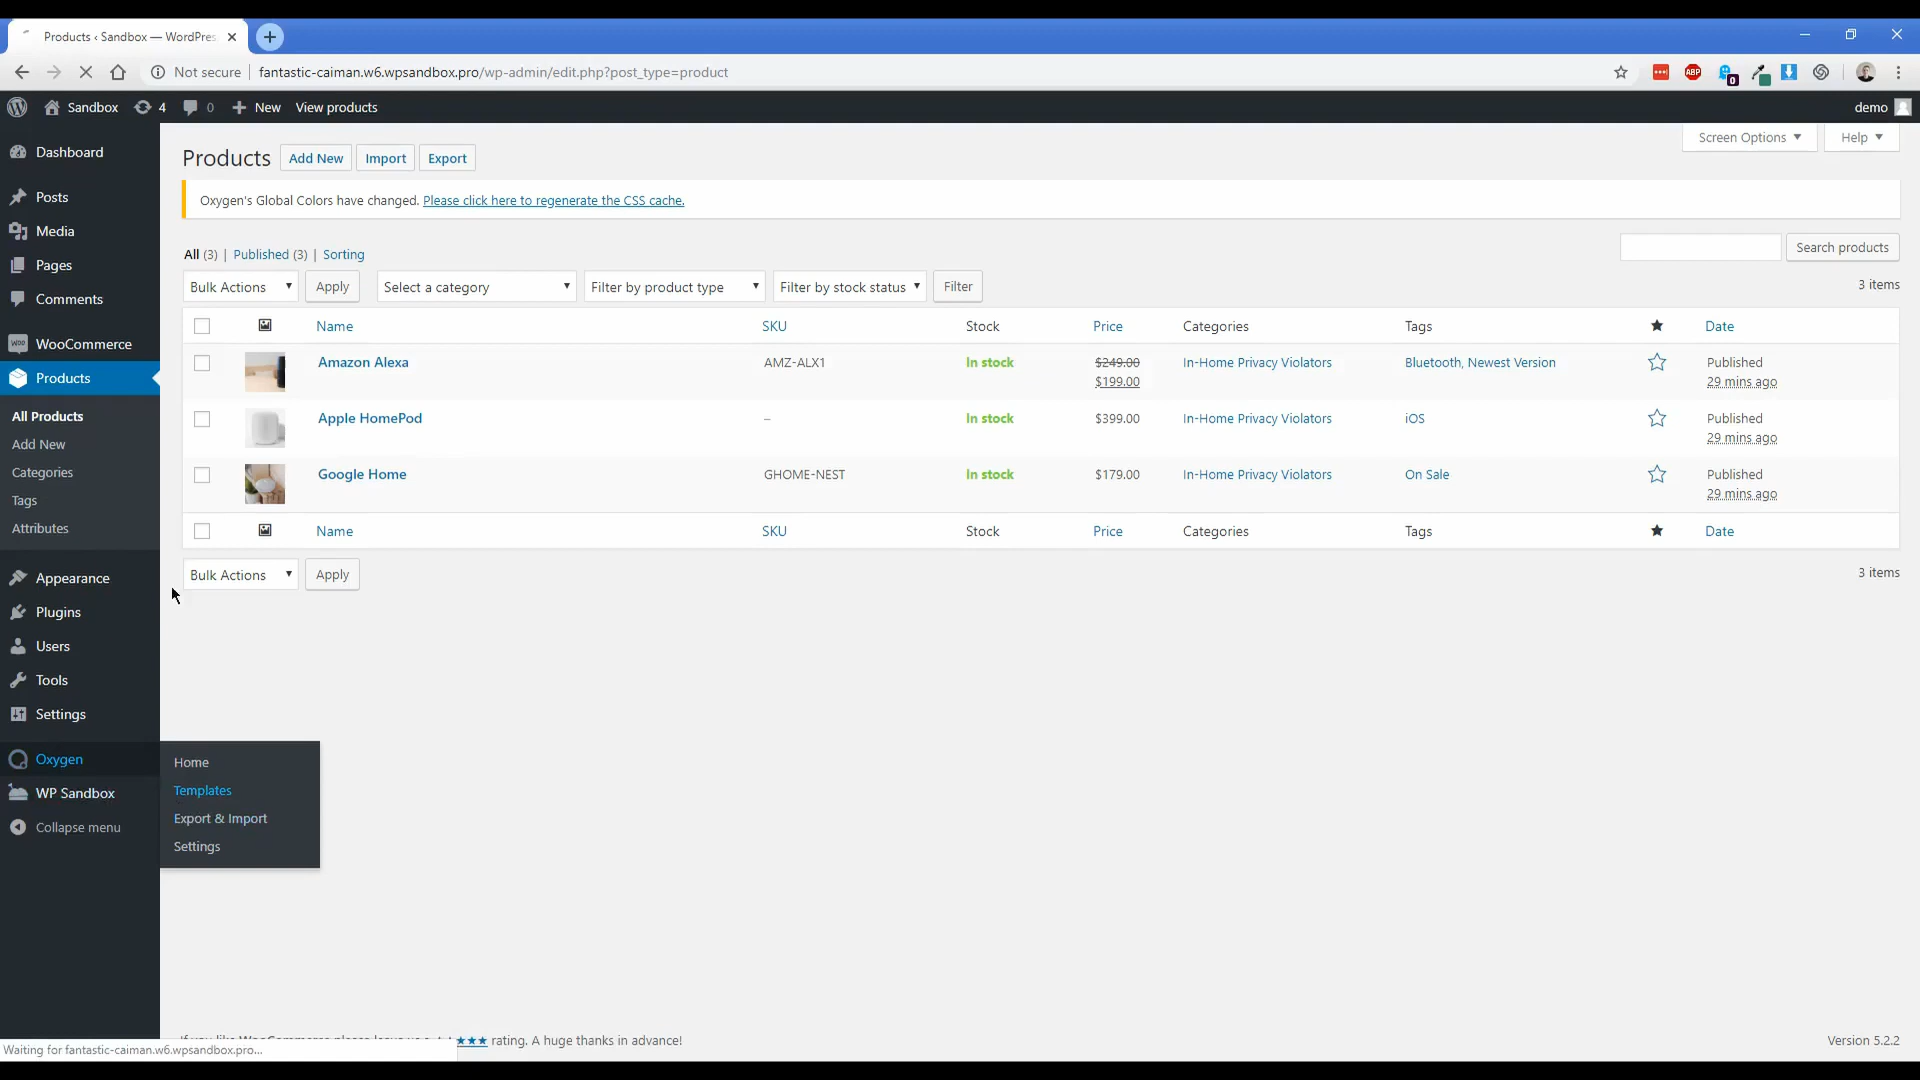 Products ‹ Sandbox — WordPres
Not secure | fantastic-caiman.w6.wpsandbox.pro/wp-admin/edit.php?post_type=product
ABP
0
Sandbox 4 0 New View products
demo
Dashboard
Posts
Media
Pages
Comments
WooCommerce
Products
All Products
Add New
Categories
Tags
Attributes
Appearance
Plugins
Users
Tools
Settings
Oxygen
WP Sandbox
Collapse menu
Home
Templates
Export & Import
Settings
Screen Options
Help
Products Add New Import Export
Oxygen's Global Colors have changed. Please click here to regenerate the CSS cache.
All (3) | Published (3) | Sorting
Search products
Bulk Actions Apply Select a category Filter by product type Filter by stock status Filter
3 items
Name SKU Stock Price Categories Tags Date
Amazon Alexa AMZ-ALX1 In stock $249.00 In-Home Privacy Violators Bluetooth, Newest Version Published
$199.00 29 mins ago
Apple HomePod – In stock $399.00 In-Home Privacy Violators iOS Published
29 mins ago
Google Home GHOME-NEST In stock $179.00 In-Home Privacy Violators On Sale Published
29 mins ago
Name SKU Stock Price Categories Tags Date
Bulk Actions Apply
3 items
★★★ rating. A huge thanks in advance!
Version 5.2.2
Waiting for fantastic-caiman.w6.wpsandbox.pro...